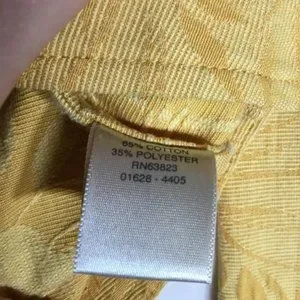 65% COTTON
35% POLYESTER
RN63823
01628 - 4405